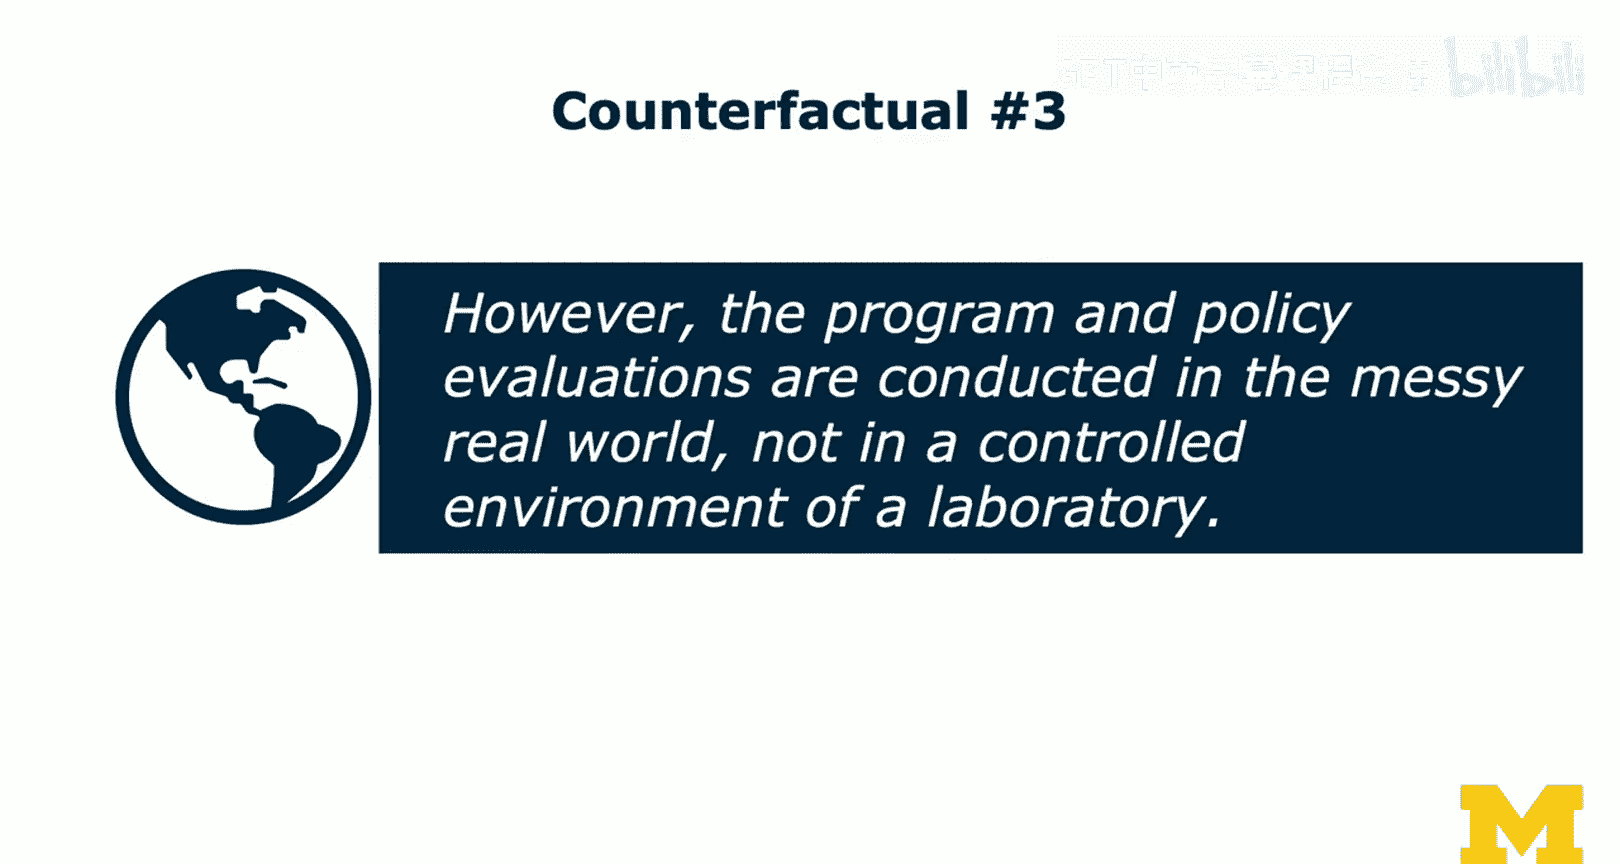 bilibili
Counterfactual #3
However, the program and policy
evaluations are conducted in the messy
real world, not in a controlled
environment of a laboratory.
M